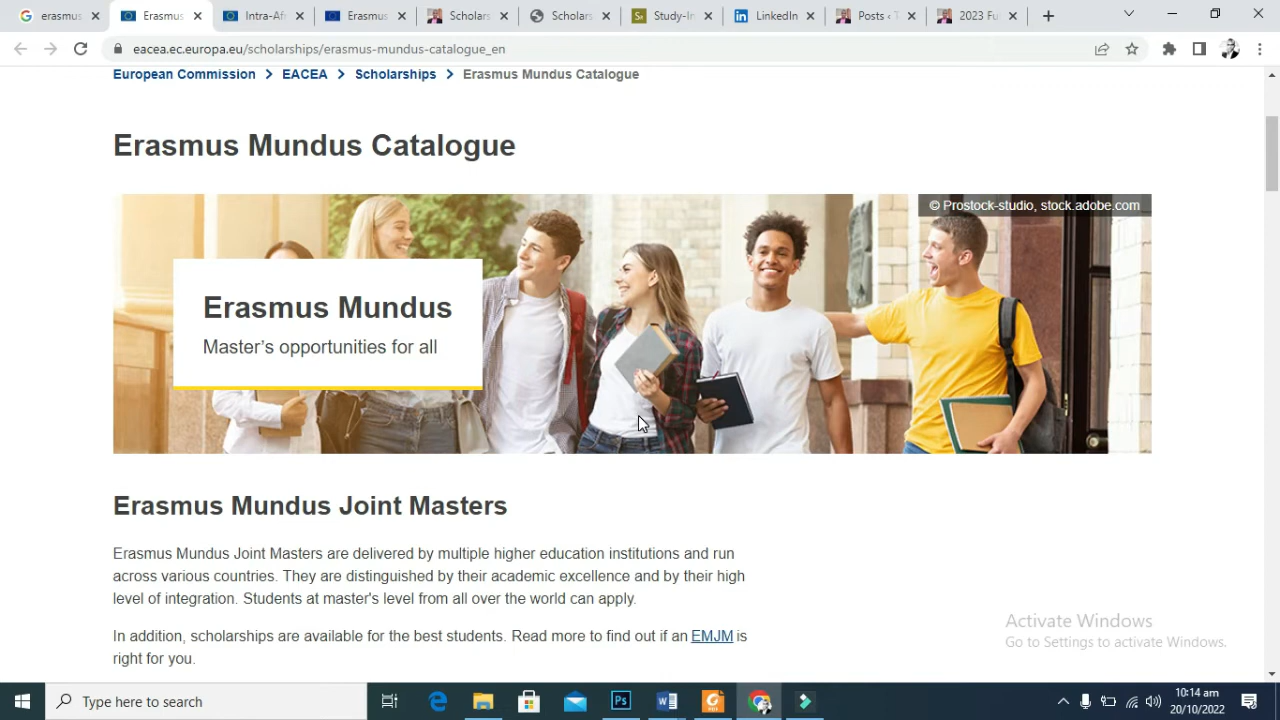 erasmus
Erasmus
Intra-Af
Erasmus
Scholars
Scholars
Study-In
LinkedIn
Posts ‹ T
2023 Fu
eacea.ec.europa.eu/scholarships/erasmus-mundus-catalogue_en
European Commission > EACEA > Scholarships > Erasmus Mundus Catalogue
Erasmus Mundus Catalogue
© Prostock-studio, stock.adobe.com
Erasmus Mundus
Master's opportunities for all
Erasmus Mundus Joint Masters
Erasmus Mundus Joint Masters are delivered by multiple higher education institutions and run
across various countries. They are distinguished by their academic excellence and by their high
level of integration. Students at master's level from all over the world can apply.
In addition, scholarships are available for the best students. Read more to find out if an EMJM is
right for you.
Activate Windows
Go to Settings to activate Windows.
Type here to search
Ps
W
10:14 am
20/10/2022